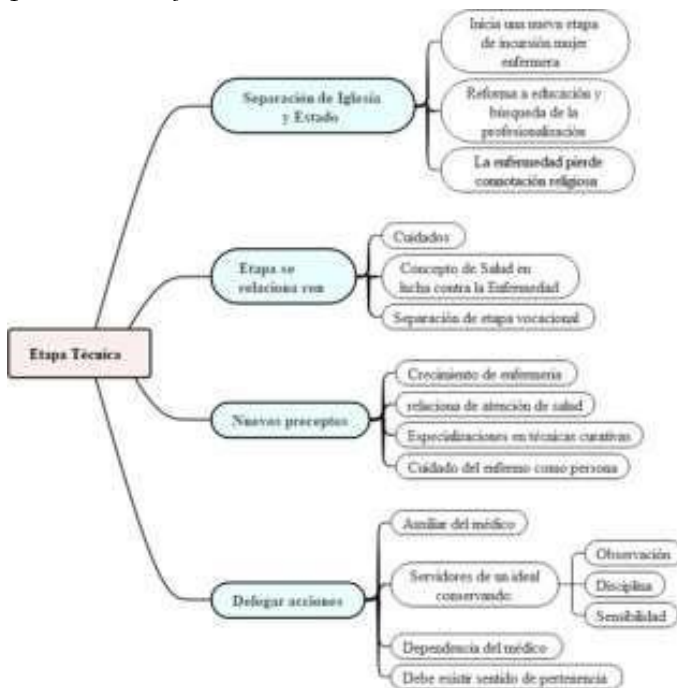 Inicia una nueva etapa
de incursión mujer
enfermera
Separación de Iglesia
y Estado
Reforma a educación y
búsqueda de la
profesionalización
La enfermedad pierde
connotación religiosa
Cuidados
Etapa se
relaciona con
Concepto de Salud en
lucha contra la Enfermedad
Separación de etapa vocacional
Etapa Técnica
Crecimiento de enfermería
relaciona de atención de salud
Nuevos preceptos
Especializaciones en técnicas curativas
Cuidado del enfermo como persona
Auxiliar del médico
Observación
Servidores de un ideal
conservando:
Disciplina
Sensibilidad
Delegar acciones
Dependencia del médico
Debe existir sentido de pertenencia